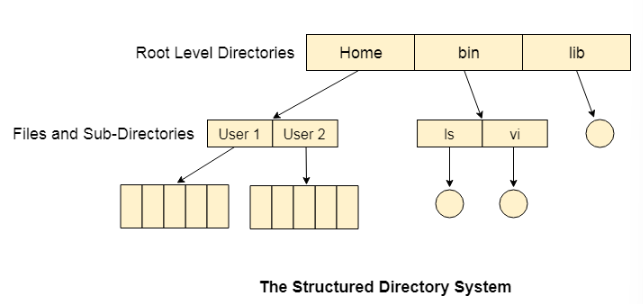 Root Level Directories Home bin lib
Files and Sub-Directories User 1 User 2 ls vi
The Structured Directory System